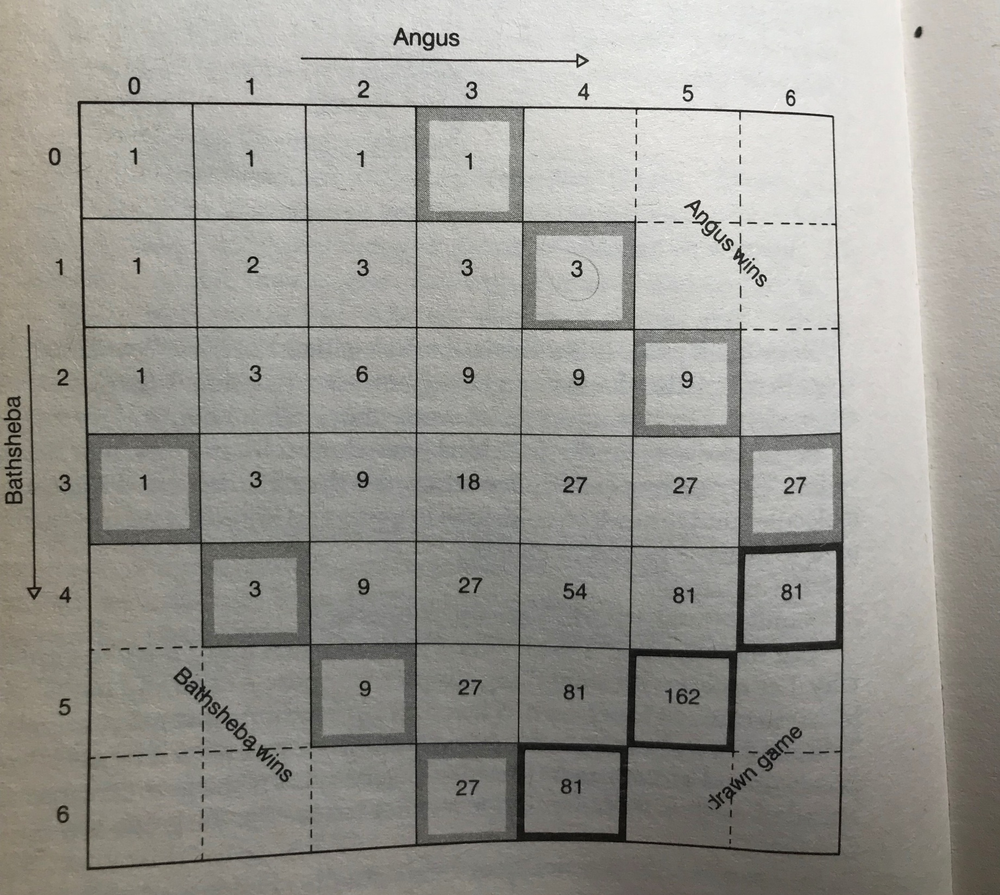 Angus
0 1 2 3 4 5 6
0 1 1 1 1
1 1 2 3 3 3
2 1 3 6 9 9 9
3 1 3 9 18 27 27 27
4 3 9 27 54 81 81
5 9 27 81 162
6 27 81
Bathsheba
Angus wins
Bathsheba wins
drawn game